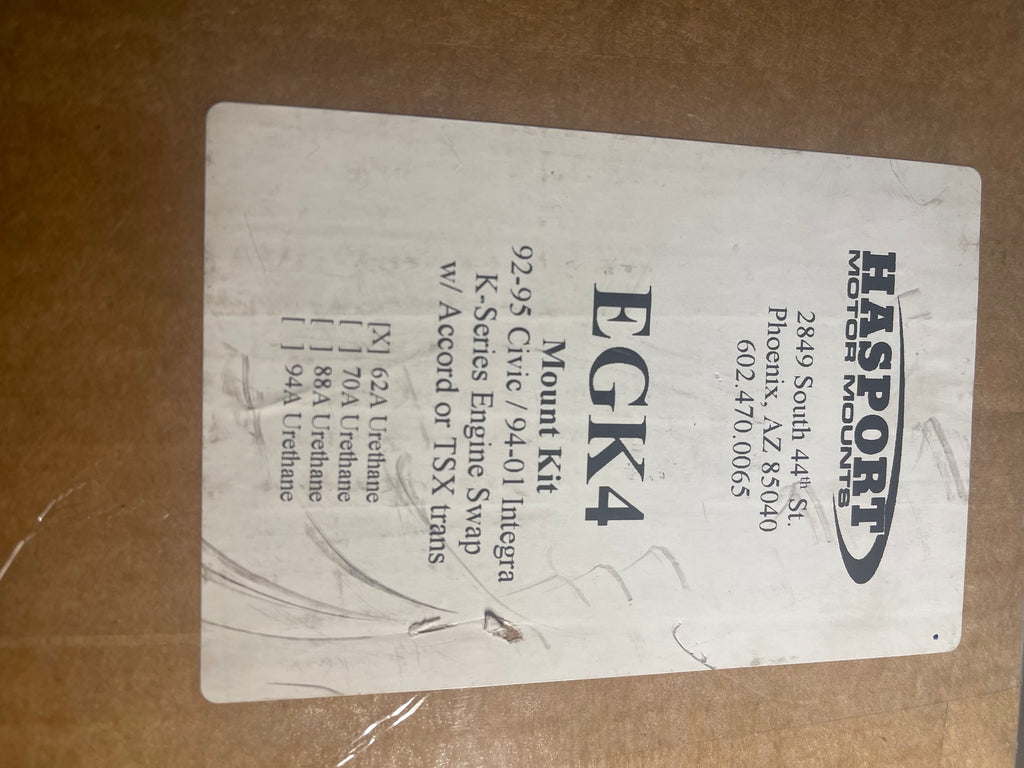 HASPORT
MOTOR MOUNTS
2849 South 44th St.
Phoenix, AZ 85040
602.470.0065
EGK4
Mount Kit
92-95 Civic / 94-01 Integra
K-Series Engine Swap
w/ Accord or TSX trans
[X] 62A Urethane
[ ] 70A Urethane
[ ] 88A Urethane
[ ] 94A Urethane